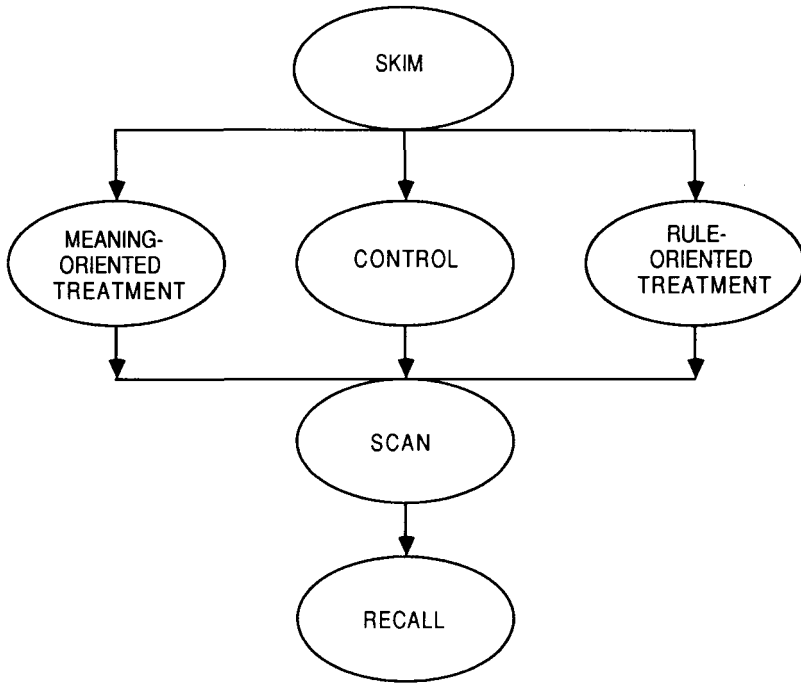 SKIM
MEANING-
ORIENTED
TREATMENT
CONTROL
RULE-
ORIENTED
TREATMENT
SCAN
RECALL